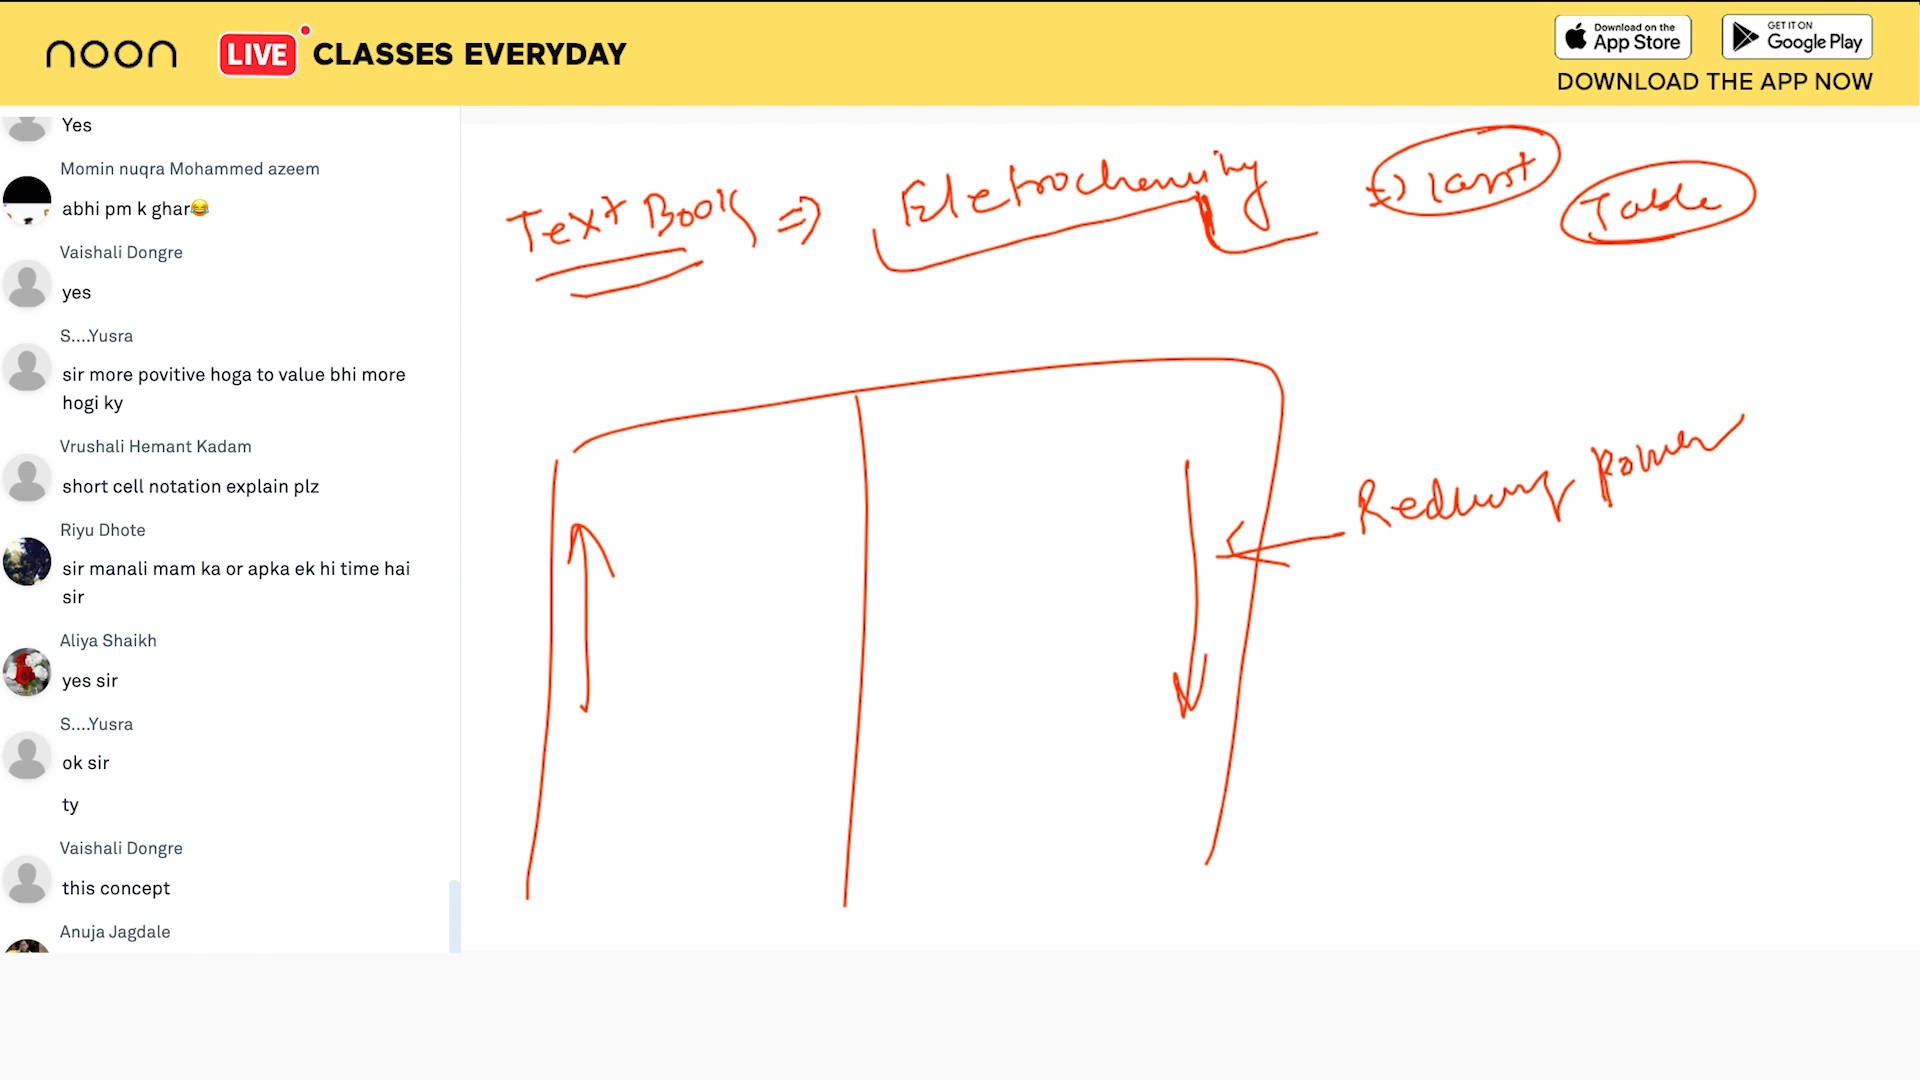 noon LIVE CLASSES EVERYDAY
Download on the App Store
GET IT ON Google Play
DOWNLOAD THE APP NOW
Yes
Momin nuqra Mohammed azeem
abhi pm k ghar😂
Vaishali Dongre
yes
S....Yusra
sir more povitive hoga to value bhi more
hogi ky
Vrushali Hemant Kadam
short cell notation explain plz
Riyu Dhote
sir manali mam ka or apka ek hi time hai
sir
Aliya Shaikh
yes sir
S....Yusra
ok sir
ty
Vaishali Dongre
this concept
Anuja Jagdale
Text Book ⇒ Eletrochemistry ⇒ last Table
Reducing power